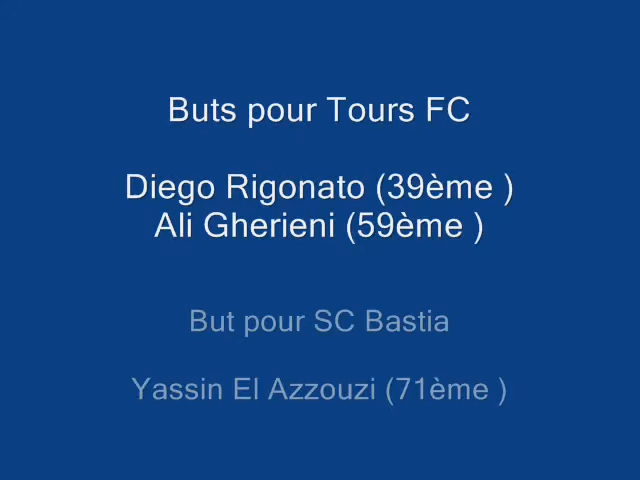 Buts pour Tours FC
Diego Rigonato (39ème )
Ali Gherieni (59ème )
But pour SC Bastia
Yassin El Azzouzi (71ème )